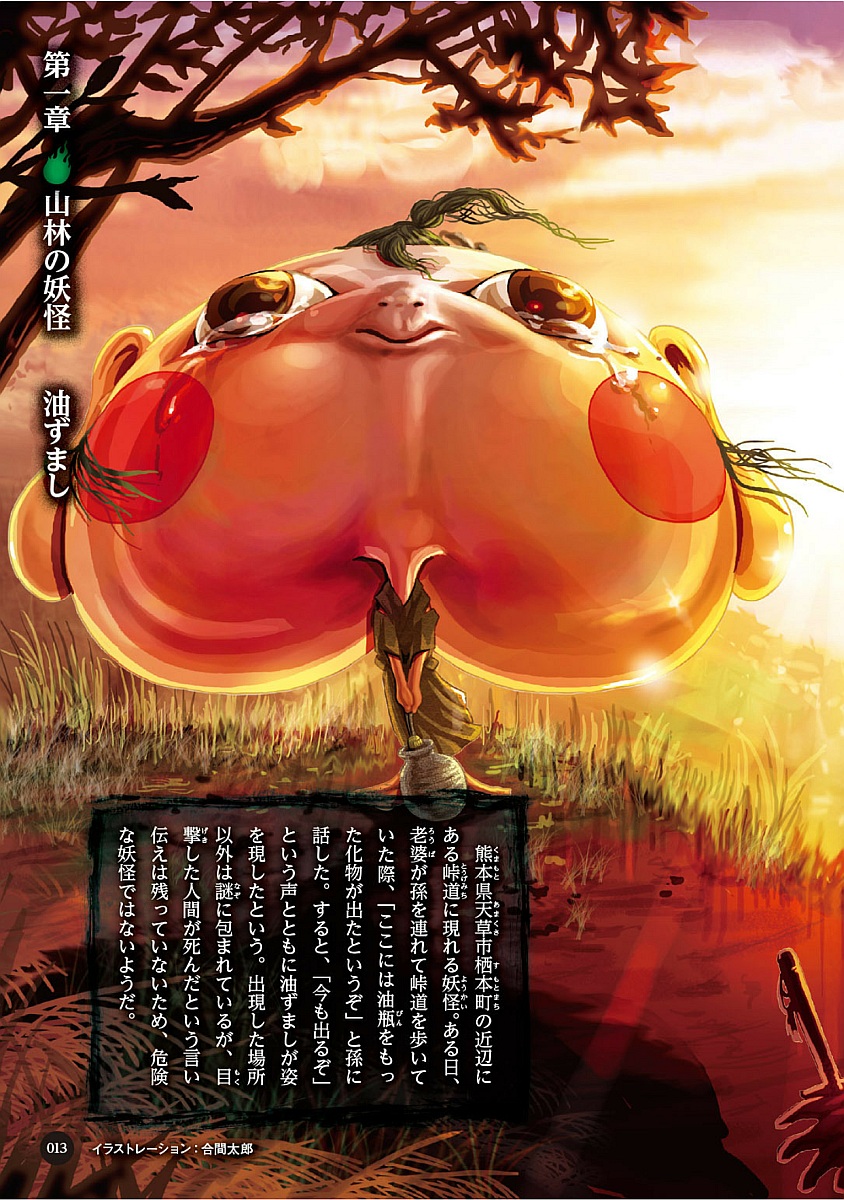 第一章 山林の妖怪 油ずまし
熊本県天草市栖本町の近辺に
ある峠道に現れる妖怪。ある日、
老婆が孫を連れて峠道を歩いて
いた際、「ここには油瓶をもっ
た化物が出たというぞ」と孫に
話した。すると、「今も出るぞ」
という声とともに油ずましが姿
を現したという。出現した場所
以外は謎に包まれているが、目
撃した人間が死んだという言い
伝えは残っていないため、危険
な妖怪ではないようだ。
013 イラストレーション：合間太郎